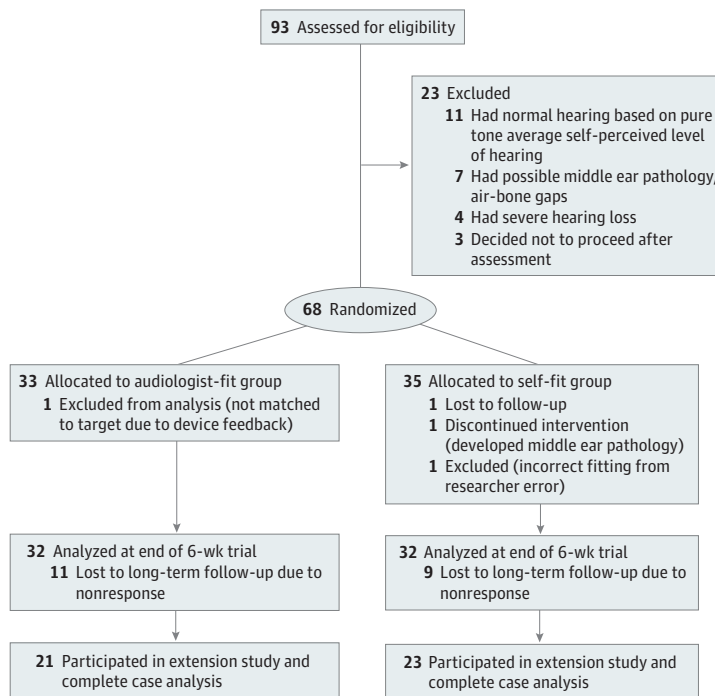 93 Assessed for eligibility
23 Excluded
11 Had normal hearing based on pure
tone average self-perceived level
of hearing
7 Had possible middle ear pathology,
air-bone gaps
4 Had severe hearing loss
3 Decided not to proceed after
assessment
68 Randomized
33 Allocated to audiologist-fit group
1 Excluded from analysis (not matched
to target due to device feedback)
35 Allocated to self-fit group
1 Lost to follow-up
1 Discontinued intervention
(developed middle ear pathology)
1 Excluded (incorrect fitting from
researcher error)
32 Analyzed at end of 6-wk trial
11 Lost to long-term follow-up due to
nonresponse
32 Analyzed at end of 6-wk trial
9 Lost to long-term follow-up due to
nonresponse
21 Participated in extension study and
complete case analysis
23 Participated in extension study and
complete case analysis